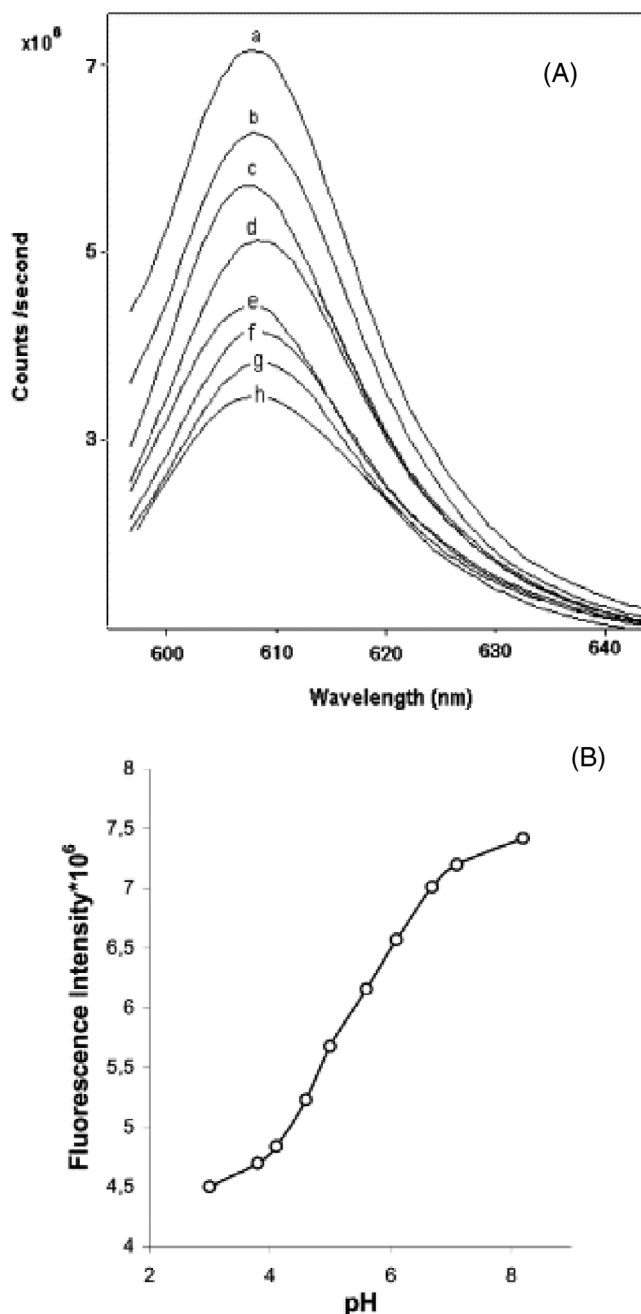 x10⁶
(A)
7
5
3
a
b
c
d
e
f
g
h
Counts /second
600 610 620 630 640
Wavelength (nm)
(B)
8
7,5
7
6,5
6
5,5
5
4,5
4
Fluorescence Intensity*10⁶
2 4 6 8
pH